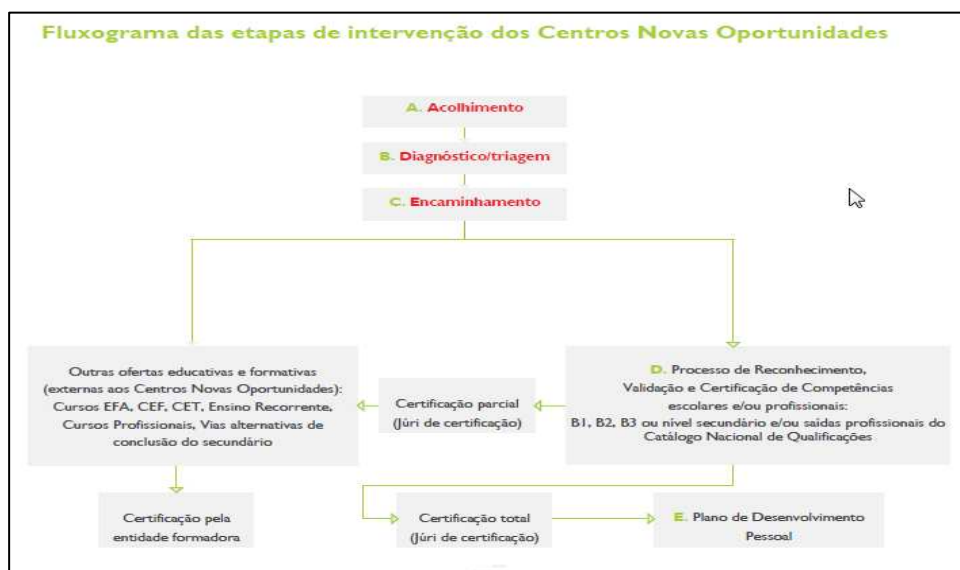 Fluxograma das etapas de intervenção dos Centros Novas Oportunidades
A. Acolhimento
B. Diagnóstico/triagem
C. Encaminhamento
Outras ofertas educativas e formativas
(externas aos Centros Novas Oportunidades):
Cursos EFA, CEF, CET, Ensino Recorrente,
Cursos Profissionais, Vias alternativas de
conclusão do secundário
Certificação parcial
(Júri de certificação)
D. Processo de Reconhecimento,
Validação e Certificação de Competências
escolares e/ou profissionais:
B1, B2, B3 ou nível secundário e/ou saídas profissionais do
Catálogo Nacional de Qualificações
Certificação pela
entidade formadora
Certificação total
(Júri de certificação)
E. Plano de Desenvolvimento
Pessoal